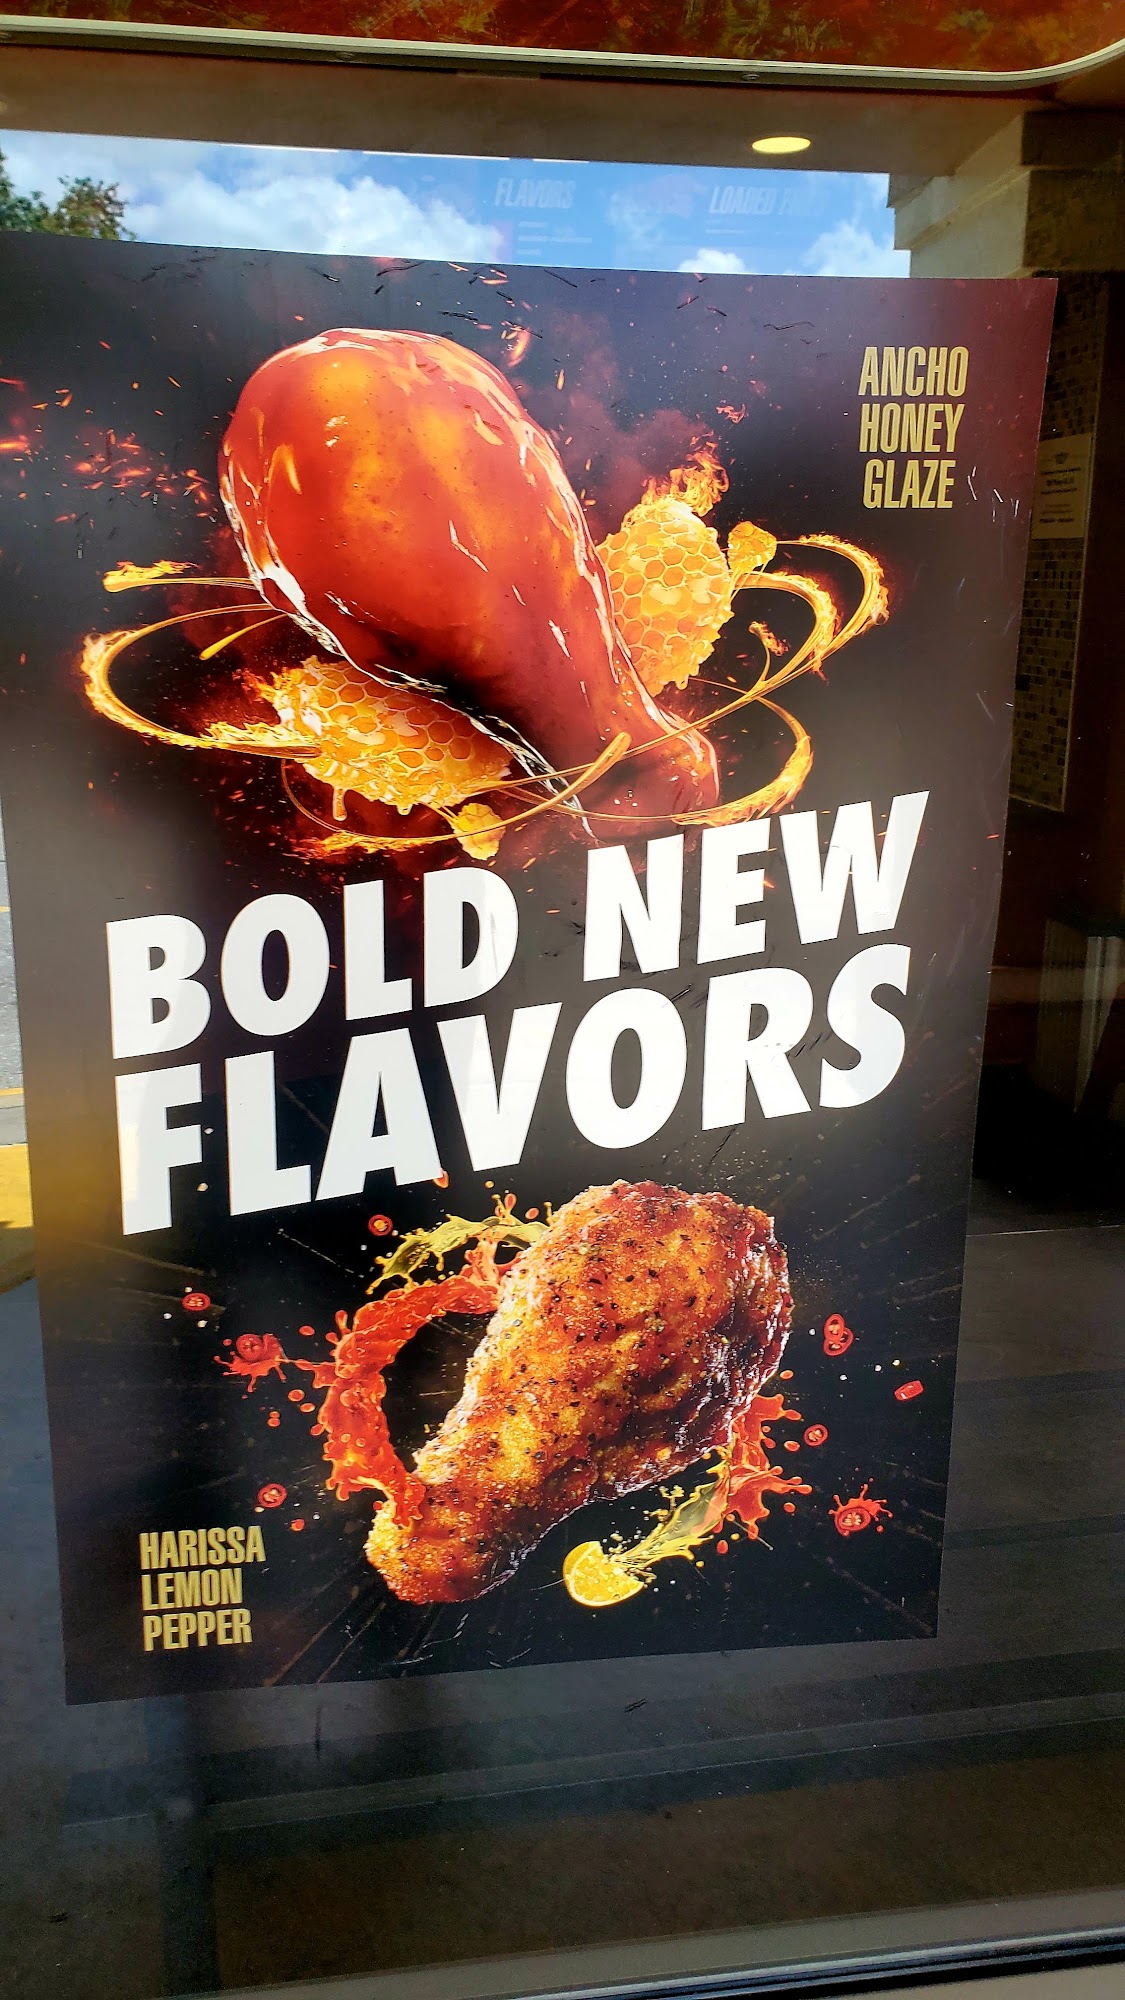 FLAVORS
LOADED
ANCHO
HONEY
GLAZE
BOLD NEW
FLAVORS
HARISSA
LEMON
PEPPER